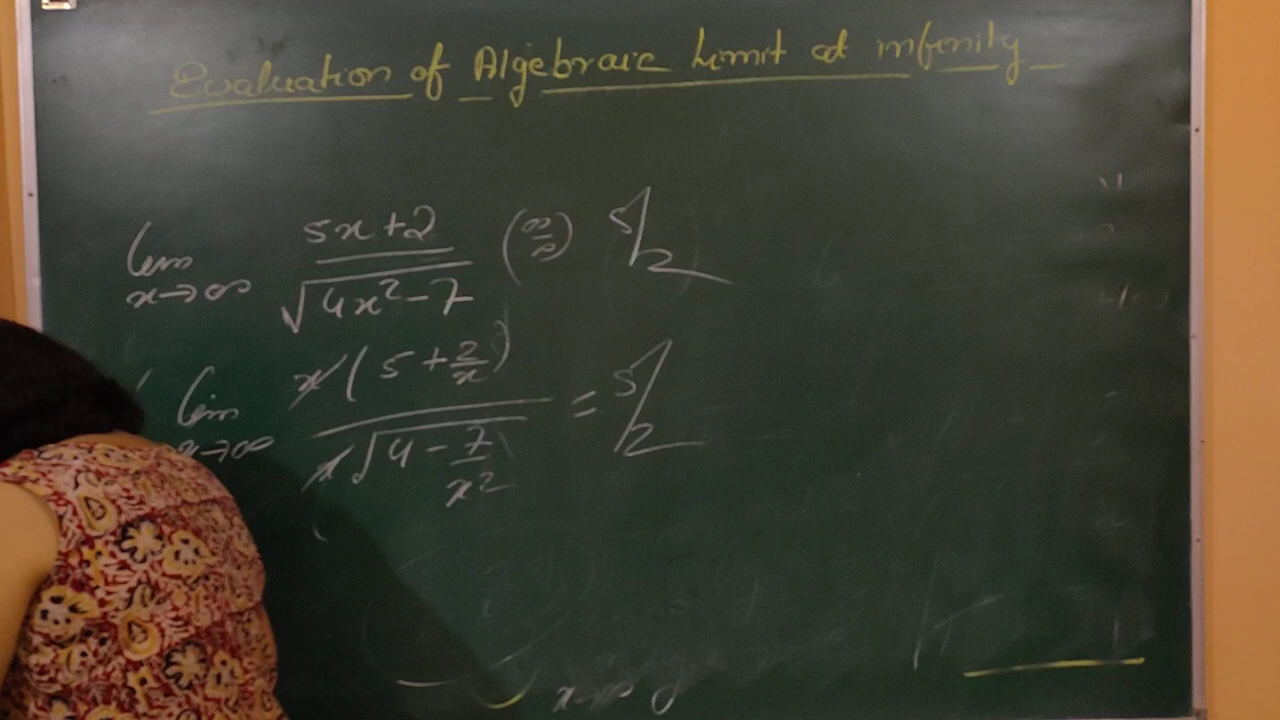 Evaluation of Algebraic Limit at infinity
lim x→∞ 5x+2 / √4x²-7 (∞/∞) 5/2
lim x→∞ x(5+2/x) / x√4-7/x² = 5/2